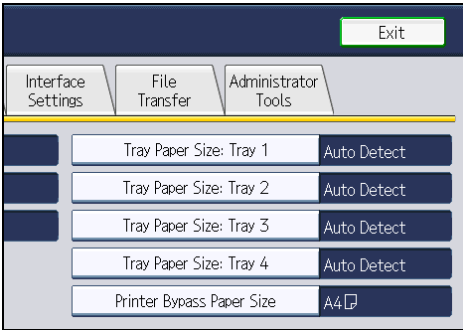 Exit
Interface
Settings
File
Transfer
Administrator
Tools
Tray Paper Size: Tray 1 Auto Detect
Tray Paper Size: Tray 2 Auto Detect
Tray Paper Size: Tray 3 Auto Detect
Tray Paper Size: Tray 4 Auto Detect
Printer Bypass Paper Size A4